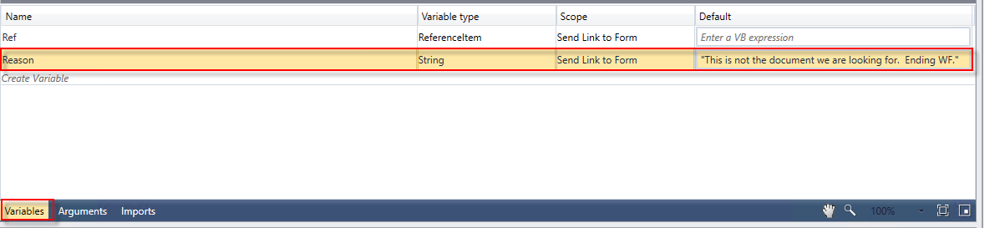 Name Variable type Scope Default
Ref ReferenceItem Send Link to Form Enter a VB expression
Reason String Send Link to Form "This is not the document we are looking for.  Ending WF."
Create Variable
Variables Arguments Imports 100%